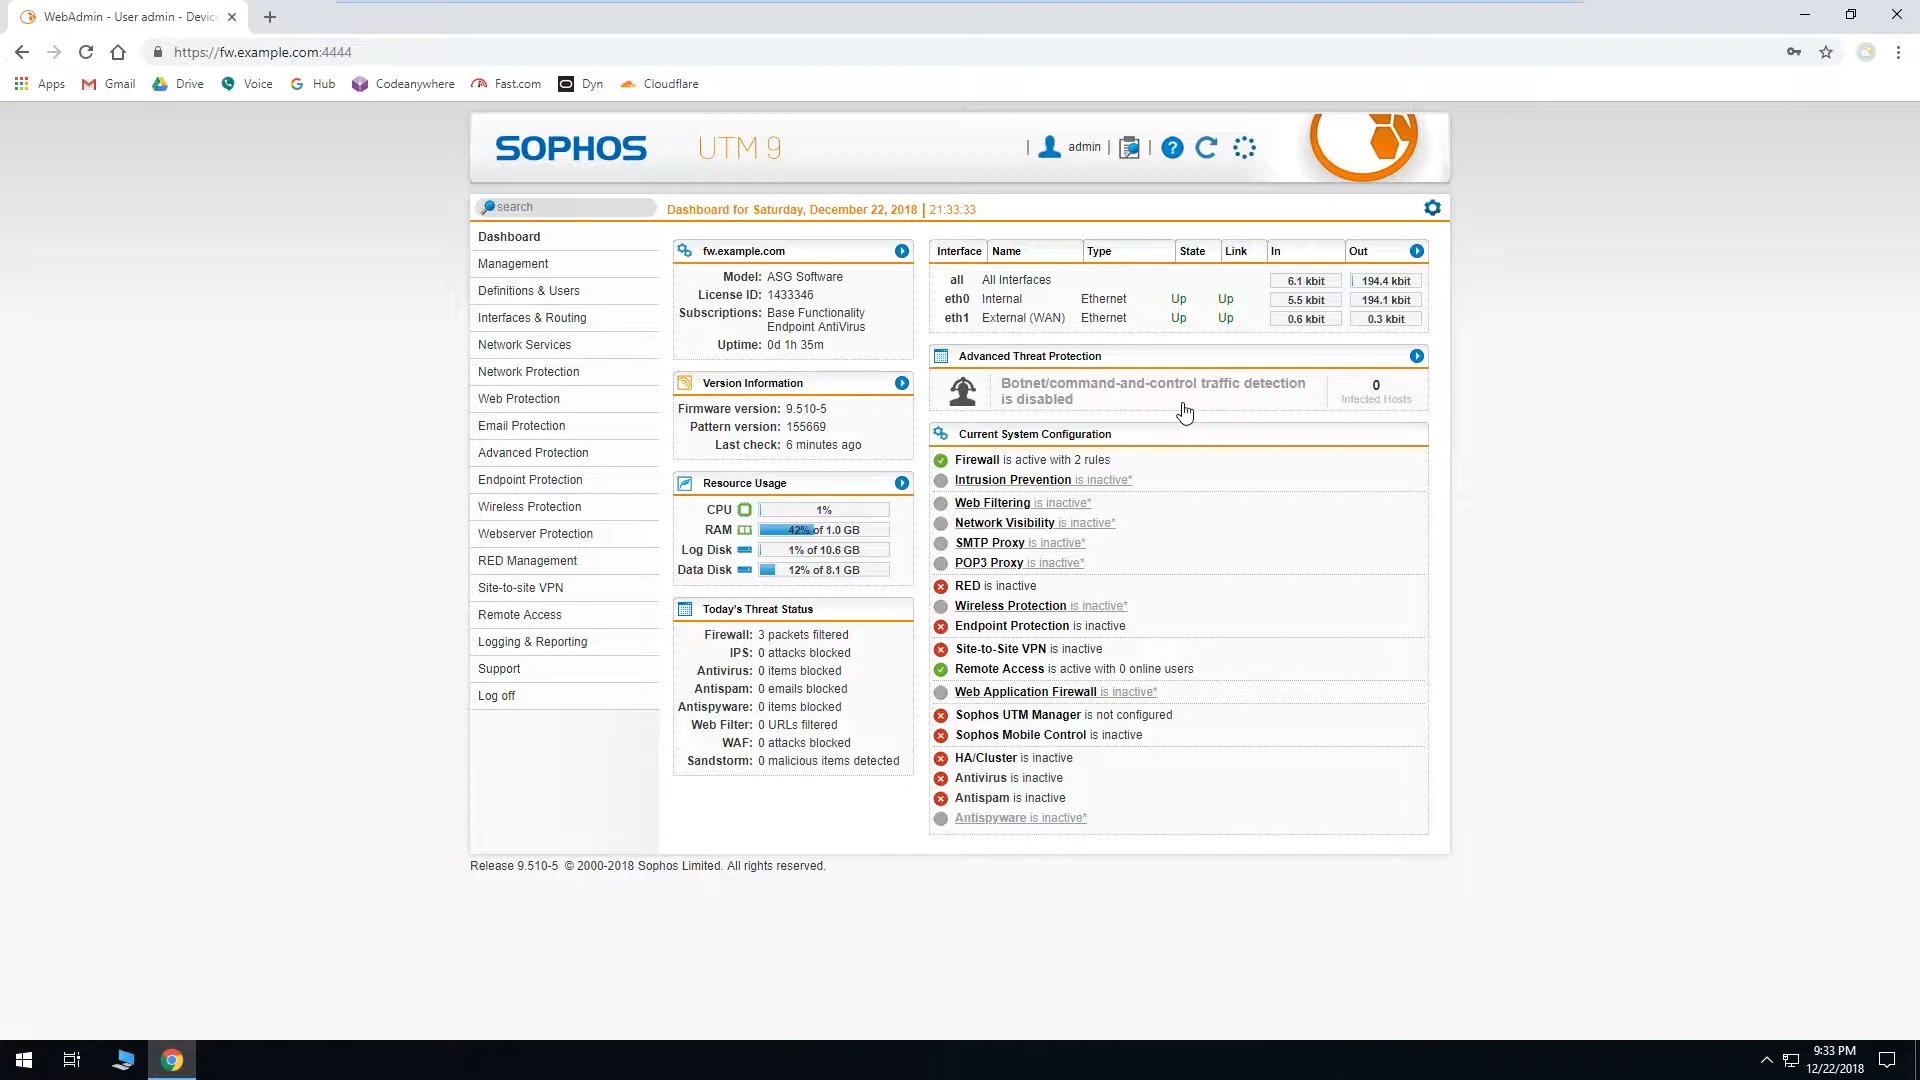 WebAdmin - User admin - Device
https://fw.example.com:4444
Apps
Gmail
Drive
Voice
Hub
Codeanywhere
Fast.com
Dyn
Cloudflare
SOPHOS UTM 9
| admin | |
search
Dashboard for Saturday, December 22, 2018 | 21:33:33
Dashboard
Management
Definitions & Users
Interfaces & Routing
Network Services
Network Protection
Web Protection
Email Protection
Advanced Protection
Endpoint Protection
Wireless Protection
Webserver Protection
RED Management
Site-to-site VPN
Remote Access
Logging & Reporting
Support
Log off
fw.example.com
Model: ASG Software
License ID: 1433346
Subscriptions: Base Functionality
Endpoint AntiVirus
Uptime: 0d 1h 35m
Version Information
Firmware version: 9.510-5
Pattern version: 155669
Last check: 6 minutes ago
Resource Usage
CPU 1%
RAM 42% of 1.0 GB
Log Disk 1% of 10.6 GB
Data Disk 12% of 8.1 GB
Today's Threat Status
Firewall: 3 packets filtered
IPS: 0 attacks blocked
Antivirus: 0 items blocked
Antispam: 0 emails blocked
Antispyware: 0 items blocked
Web Filter: 0 URLs filtered
WAF: 0 attacks blocked
Sandstorm: 0 malicious items detected
Interface Name Type State Link In Out
all All Interfaces 6.1 kbit 194.4 kbit
eth0 Internal Ethernet Up Up 5.5 kbit 194.1 kbit
eth1 External (WAN) Ethernet Up Up 0.6 kbit 0.3 kbit
Advanced Threat Protection
Botnet/command-and-control traffic detection
is disabled
0
Infected Hosts
Current System Configuration
Firewall is active with 2 rules
Intrusion Prevention is inactive*
Web Filtering is inactive*
Network Visibility is inactive*
SMTP Proxy is inactive*
POP3 Proxy is inactive*
RED is inactive
Wireless Protection is inactive*
Endpoint Protection is inactive
Site-to-Site VPN is inactive
Remote Access is active with 0 online users
Web Application Firewall is inactive*
Sophos UTM Manager is not configured
Sophos Mobile Control is inactive
HA/Cluster is inactive
Antivirus is inactive
Antispam is inactive
Antispyware is inactive*
Release 9.510-5 © 2000-2018 Sophos Limited. All rights reserved.
9:33 PM
12/22/2018